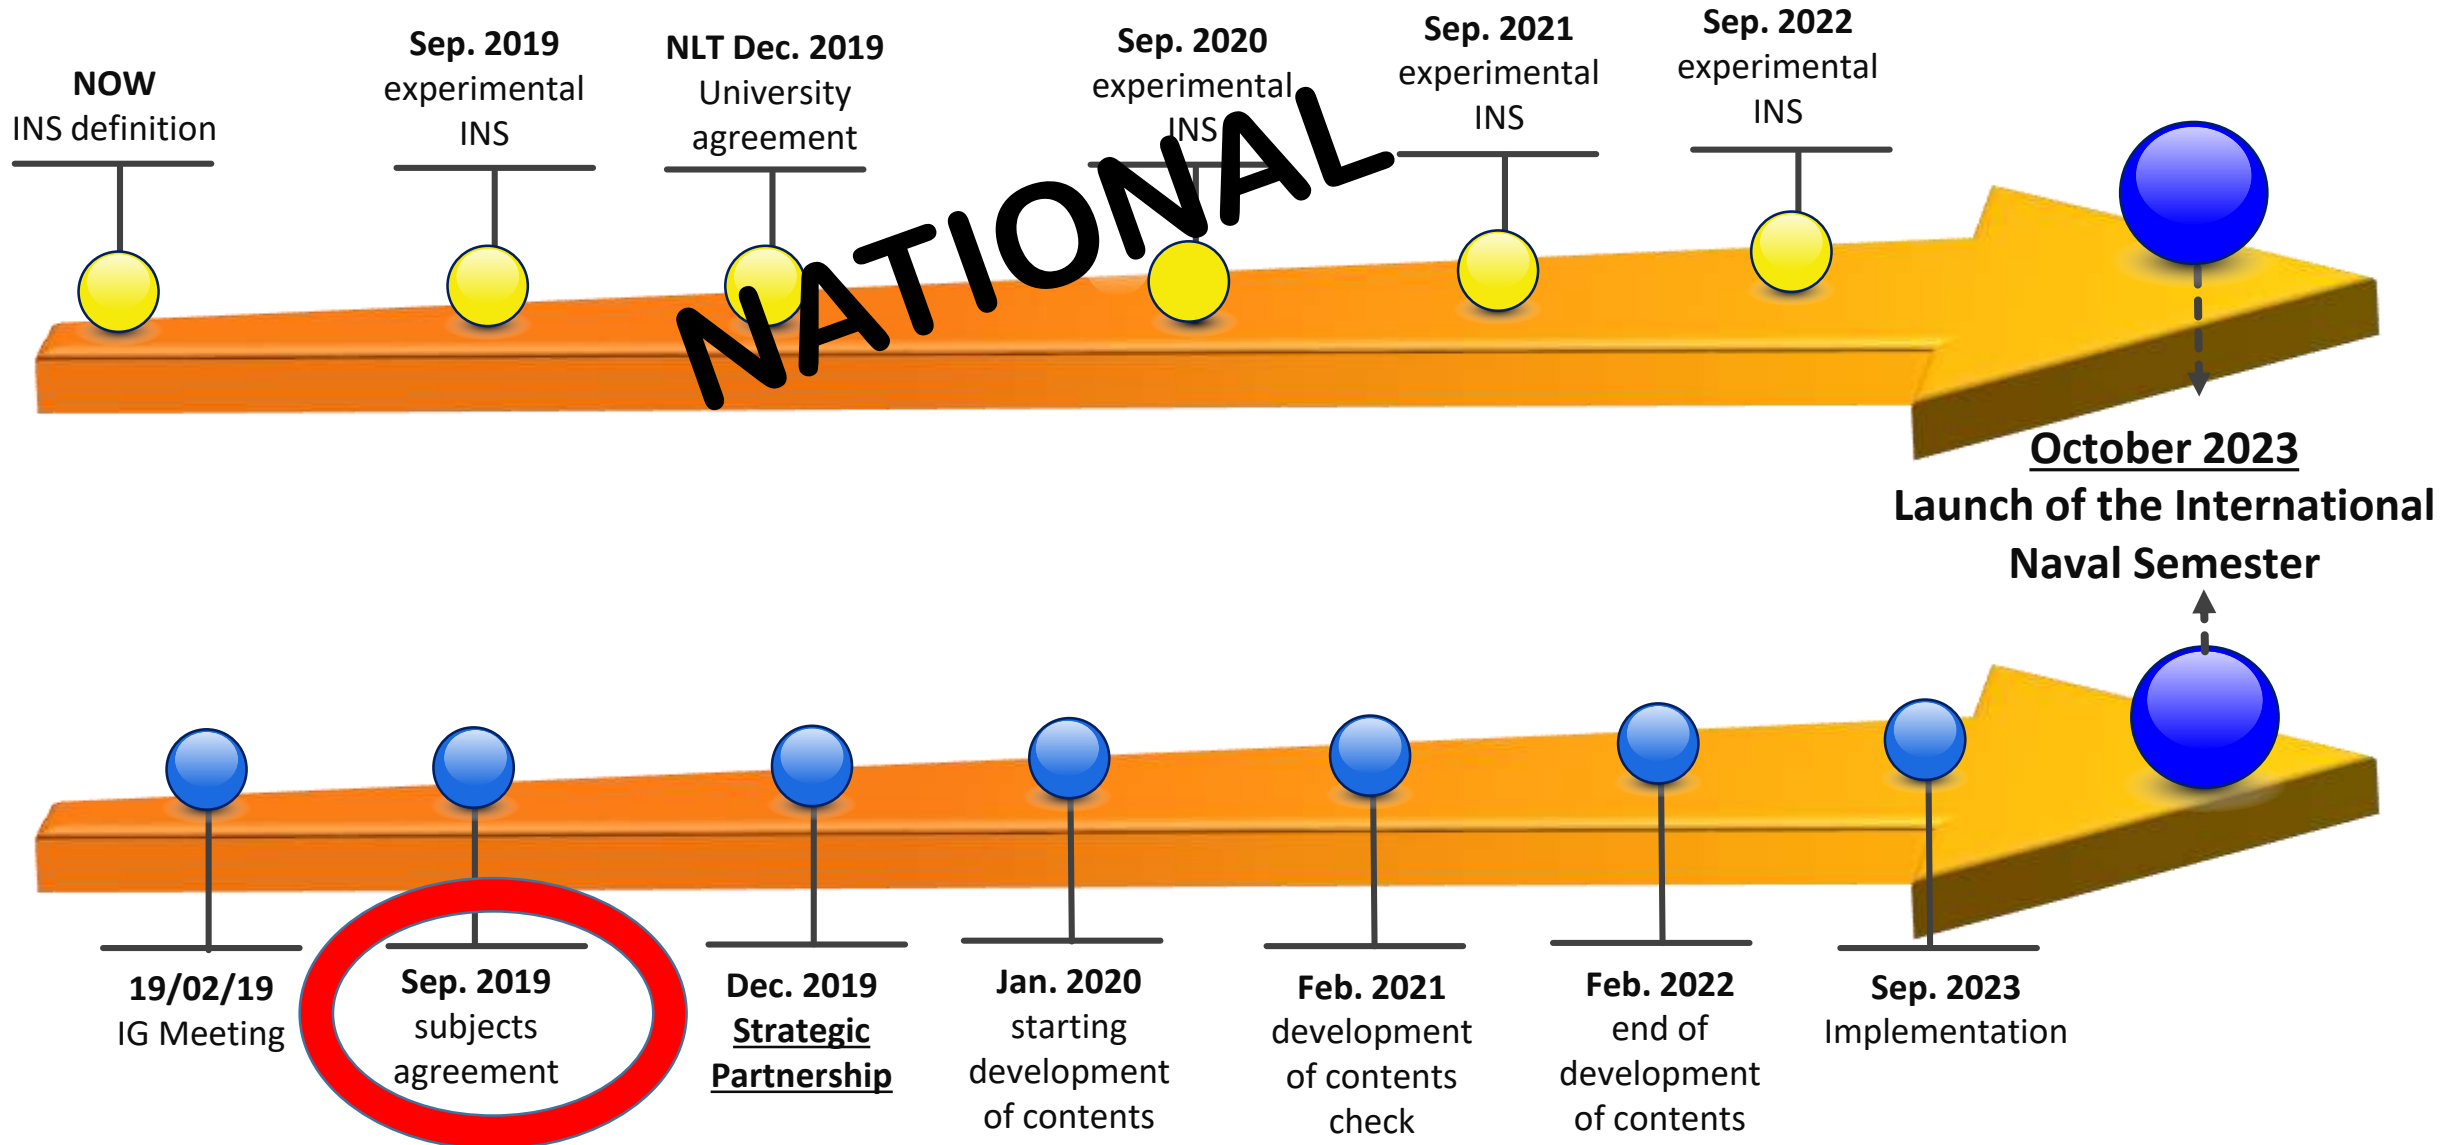 NOW
INS definition
Sep. 2019
experimental
INS
NLT Dec. 2019
University
agreement
Sep. 2020
experimental
INS
Sep. 2021
experimental
INS
Sep. 2022
experimental
INS
NATIONAL
October 2023
Launch of the International
Naval Semester
19/02/19
IG Meeting
Sep. 2019
subjects
agreement
Dec. 2019
Strategic
Partnership
Jan. 2020
starting
development
of contents
Feb. 2021
development
of contents
check
Feb. 2022
end of
development
of contents
Sep. 2023
Implementation